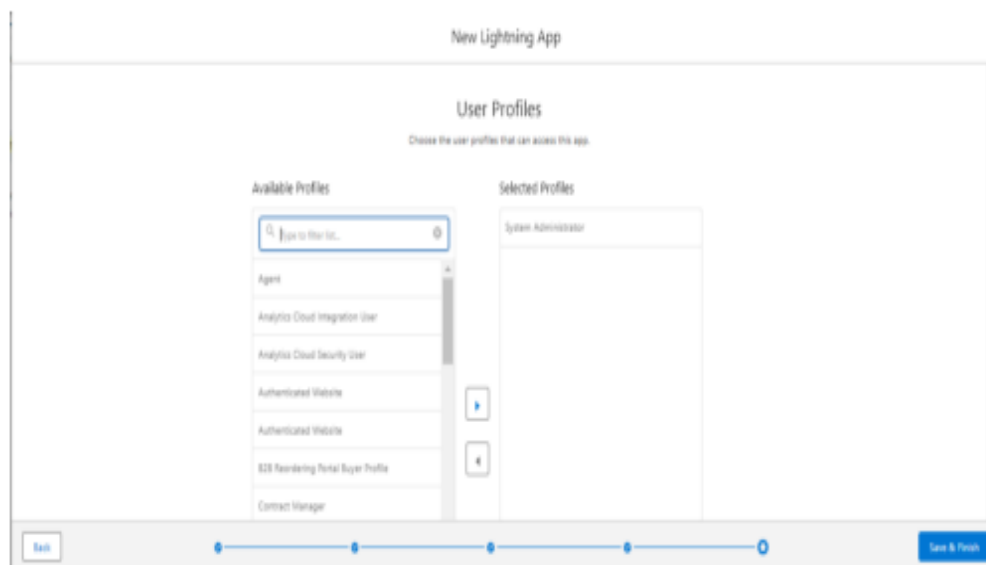 New Lightning App
User Profiles
Choose the user profiles that can access this app.
Available Profiles
Selected Profiles
Type to filter list...
System Administrator
Agent
Analytics Cloud Integration User
Analytics Cloud Security User
Authenticated Website
Authenticated Website
B2B Reordering Portal Buyer Profile
Contract Manager
Back
Save & Finish